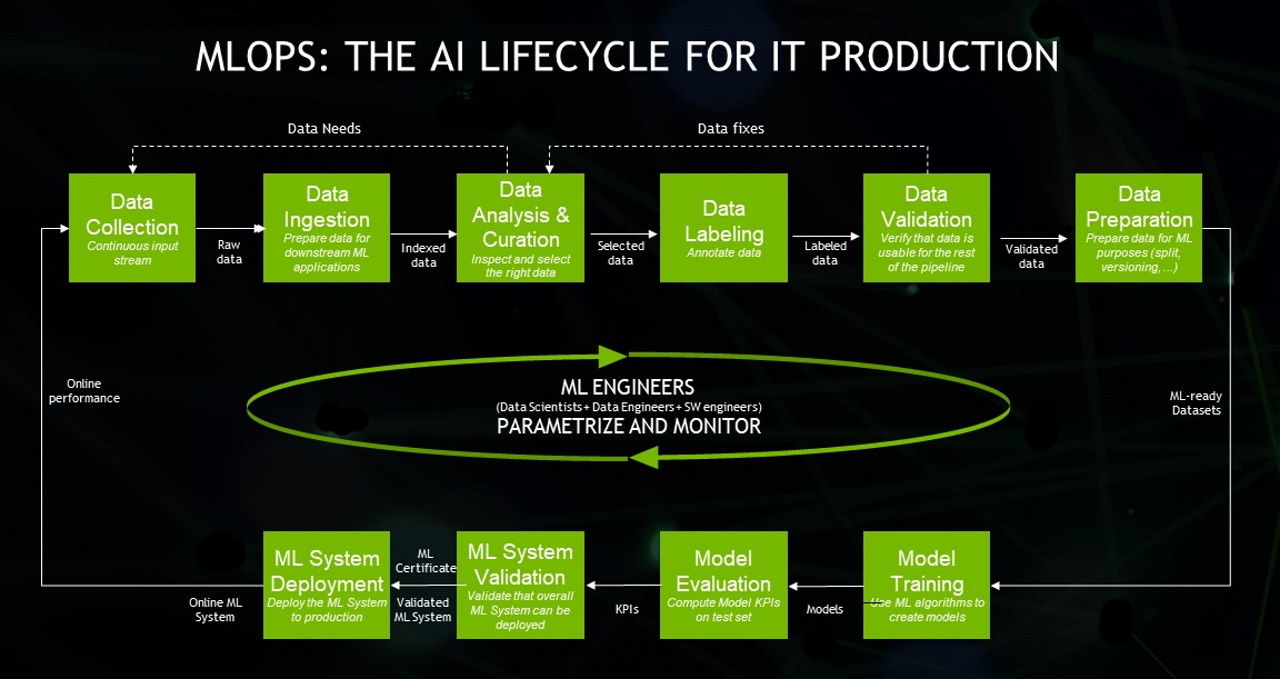 MLOPS: THE AI LIFECYCLE FOR IT PRODUCTION
Data Needs
Data fixes
Data
Collection
Continuous input
stream
Raw
data
Data
Ingestion
Prepare data for
downstream ML
applications
Indexed
data
Data
Analysis &
Curation
Inspect and select
the right data
Selected
data
Data
Labeling
Annotate data
Labeled
data
Data
Validation
Verify that data is
usable for the rest
of the pipeline
Validated
data
Data
Preparation
Prepare data for ML
purposes (split,
versioning, ...)
Online
performance
ML ENGINEERS
(Data Scientists + Data Engineers + SW engineers)
PARAMETRIZE AND MONITOR
ML-ready
Datasets
Online ML
System
ML System
Deployment
Deploy the ML System
to production
ML
Certificate
Validated
ML System
ML System
Validation
Validate that overall
ML System can be
deployed
KPIs
Model
Evaluation
Compute Model KPIs
on test set
Models
Model
Training
Use ML algorithms to
create models